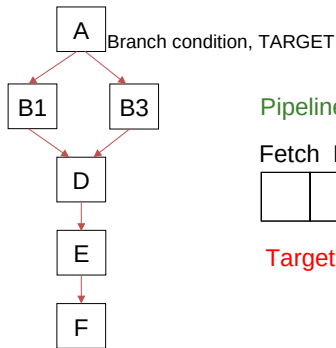 A
Branch condition, TARGET
B1 B3
Pipeline
Fetch
D
E
Target
F